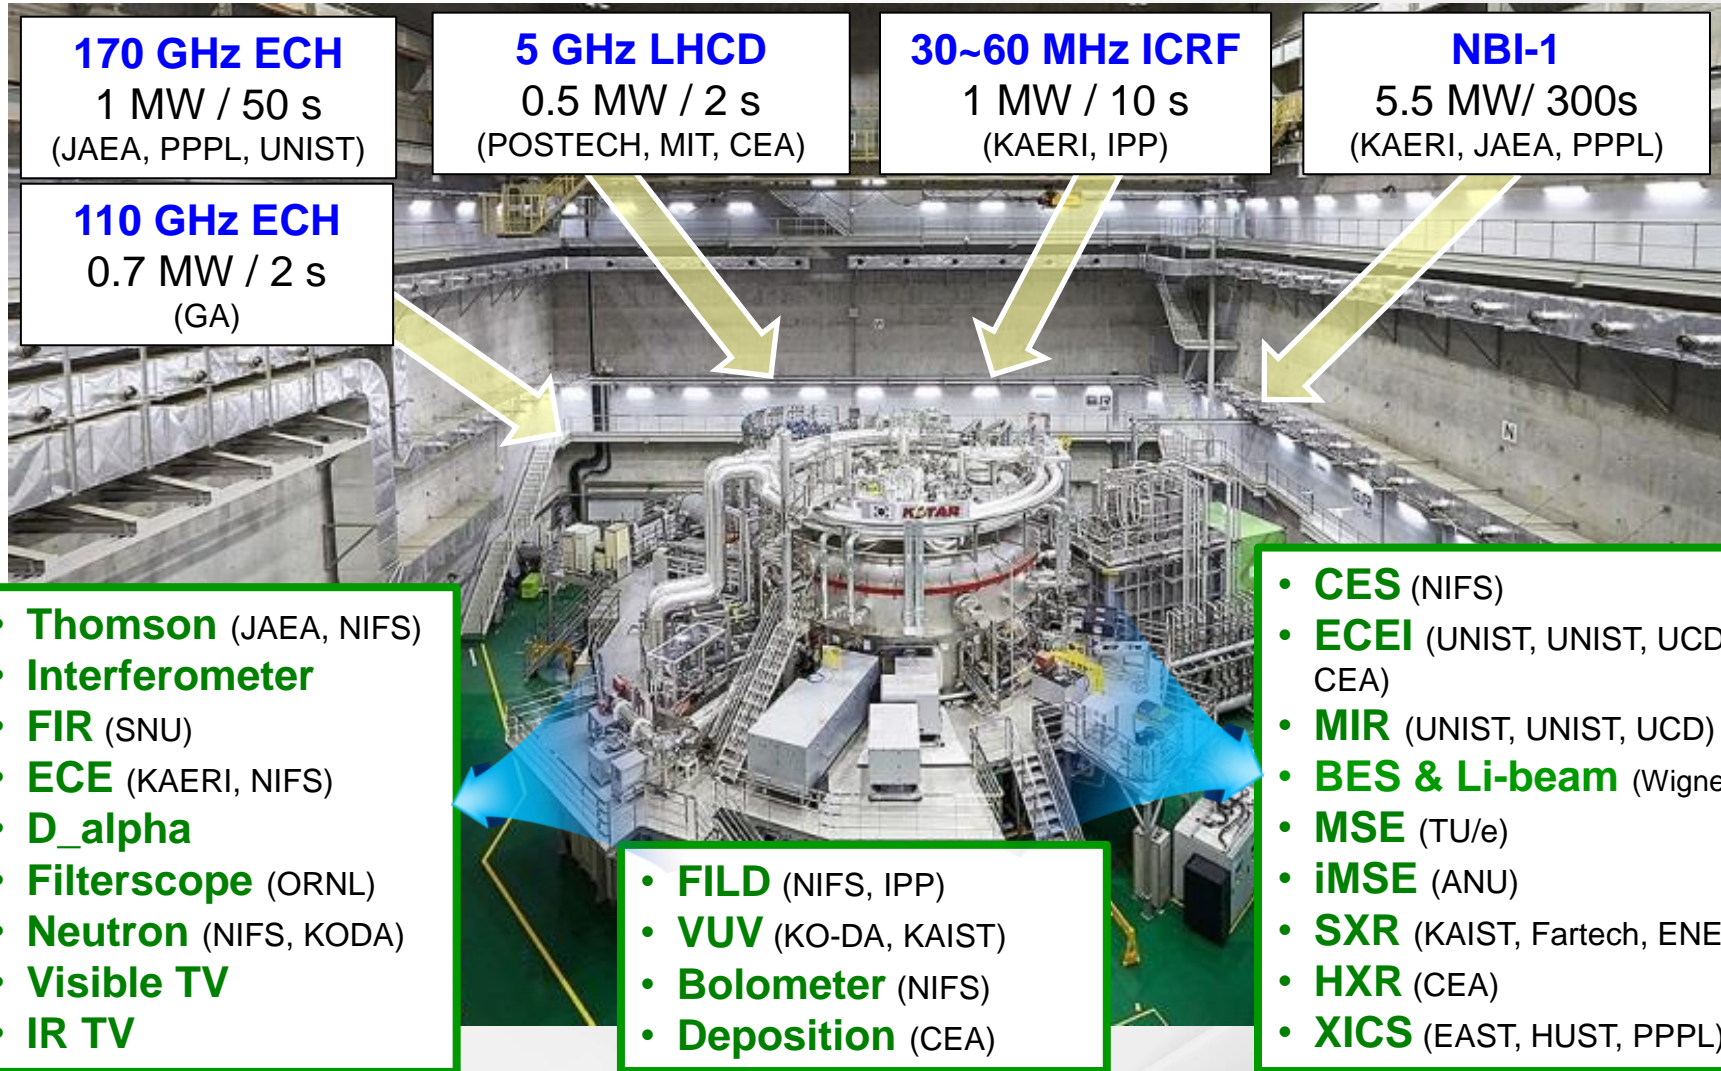 170 GHz ECH
1 MW / 50 s
(JAEA, PPPL, UNIST)
110 GHz ECH
0.7 MW / 2 s
(GA)
5 GHz LHCD
0.5 MW / 2 s
(POSTECH, MIT, CEA)
30~60 MHz ICRF
1 MW / 10 s
(KAERI, IPP)
NBI-1
5.5 MW/ 300s
(KAERI, JAEA, PPPL)
N
KSTAR
• Thomson (JAEA, NIFS)
• Interferometer
• FIR (SNU)
• ECE (KAERI, NIFS)
• D_alpha
• Filterscope (ORNL)
• Neutron (NIFS, KODA)
• Visible TV
• IR TV
• FILD (NIFS, IPP)
• VUV (KO-DA, KAIST)
• Bolometer (NIFS)
• Deposition (CEA)
• CES (NIFS)
• ECEI (UNIST, UNIST, UCD
CEA)
• MIR (UNIST, UNIST, UCD)
• BES & Li-beam (Wigne
• MSE (TU/e)
• iMSE (ANU)
• SXR (KAIST, Fartech, ENE
• HXR (CEA)
• XICS (EAST, HUST, PPPL)